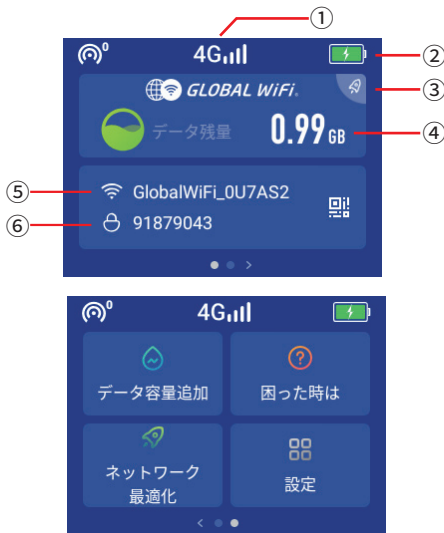 ①
0 4G ②
GLOBAL WiFi. ③
データ残量 0.99 GB ④
⑤ GlobalWiFi_0U7AS2
⑥ 91879043
0 4G
データ容量追加 困った時は
ネットワーク
最適化 設定